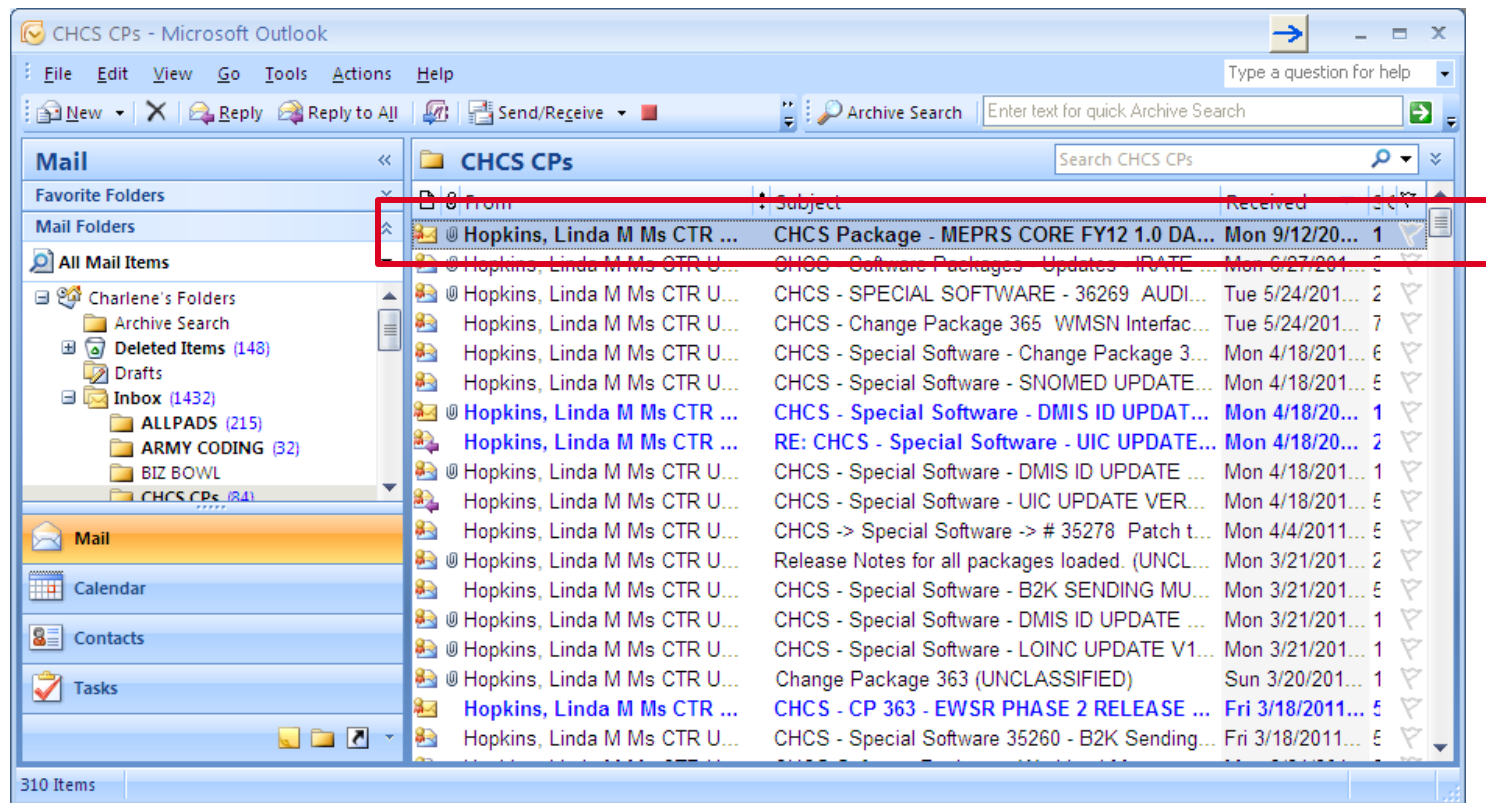 CHCS CPs - Microsoft Outlook
File Edit View Go Tools Actions Help Type a question for help
New Reply Reply to All Send/Receive Archive Search Enter text for quick Archive Search
Mail
Favorite Folders
Mail Folders
All Mail Items
Charlene's Folders
Archive Search
Deleted Items (148)
Drafts
Inbox (1432)
ALLPADS (215)
ARMY CODING (32)
BIZ BOWL
CHCS CPs (84)
Mail
Calendar
Contacts
Tasks
CHCS CPs Search CHCS CPs
From Subject Received
Hopkins, Linda M Ms CTR ... CHCS Package - MEPRS CORE FY12 1.0 DA... Mon 9/12/20... 1
Hopkins, Linda M Ms CTR U... CHCS - Software Packages - Updates - IRATE ... Mon 6/27/201...
Hopkins, Linda M Ms CTR U... CHCS - SPECIAL SOFTWARE - 36269 AUDI... Tue 5/24/201... 2
Hopkins, Linda M Ms CTR U... CHCS - Change Package 365 WMSN Interfac... Tue 5/24/201... 7
Hopkins, Linda M Ms CTR U... CHCS - Special Software - Change Package 3... Mon 4/18/201...
Hopkins, Linda M Ms CTR U... CHCS - Special Software - SNOMED UPDATE... Mon 4/18/201...
Hopkins, Linda M Ms CTR ... CHCS - Special Software - DMIS ID UPDAT... Mon 4/18/20... 1
Hopkins, Linda M Ms CTR ... RE: CHCS - Special Software - UIC UPDATE... Mon 4/18/20... 2
Hopkins, Linda M Ms CTR U... CHCS - Special Software - DMIS ID UPDATE ... Mon 4/18/201... 1
Hopkins, Linda M Ms CTR U... CHCS - Special Software - UIC UPDATE VER... Mon 4/18/201... 5
Hopkins, Linda M Ms CTR U... CHCS -> Special Software -> # 35278 Patch t... Mon 4/4/2011... 5
Hopkins, Linda M Ms CTR U... Release Notes for all packages loaded. (UNCL... Mon 3/21/201... 2
Hopkins, Linda M Ms CTR U... CHCS - Special Software - B2K SENDING MU... Mon 3/21/201... 5
Hopkins, Linda M Ms CTR U... CHCS - Special Software - DMIS ID UPDATE ... Mon 3/21/201... 1
Hopkins, Linda M Ms CTR U... CHCS - Special Software - LOINC UPDATE V1... Mon 3/21/201... 1
Hopkins, Linda M Ms CTR U... Change Package 363 (UNCLASSIFIED) Sun 3/20/201... 1
Hopkins, Linda M Ms CTR ... CHCS - CP 363 - EWSR PHASE 2 RELEASE ... Fri 3/18/2011... 5
Hopkins, Linda M Ms CTR U... CHCS - Special Software 35260 - B2K Sending... Fri 3/18/2011...
310 Items